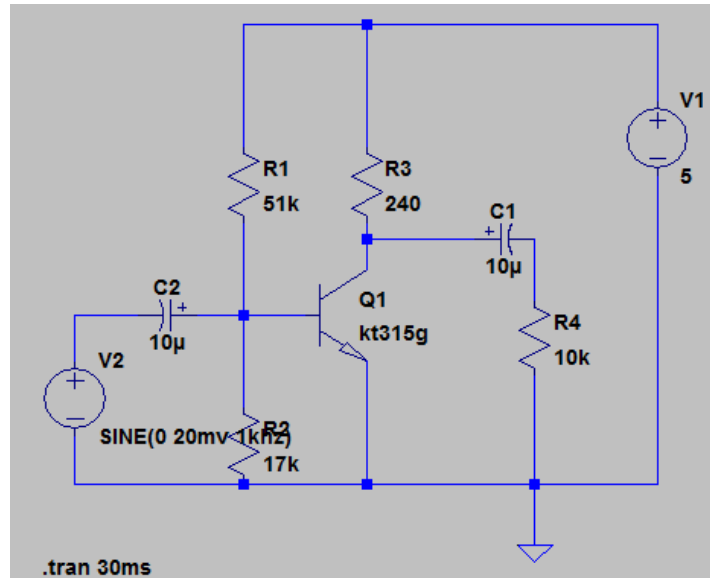 V1
5
R1
51k
R3
240
C1
10µ
C2
10µ
Q1
kt315g
R4
10k
V2
SINE(0 20mv 1khz)
R2
17k
.tran 30ms